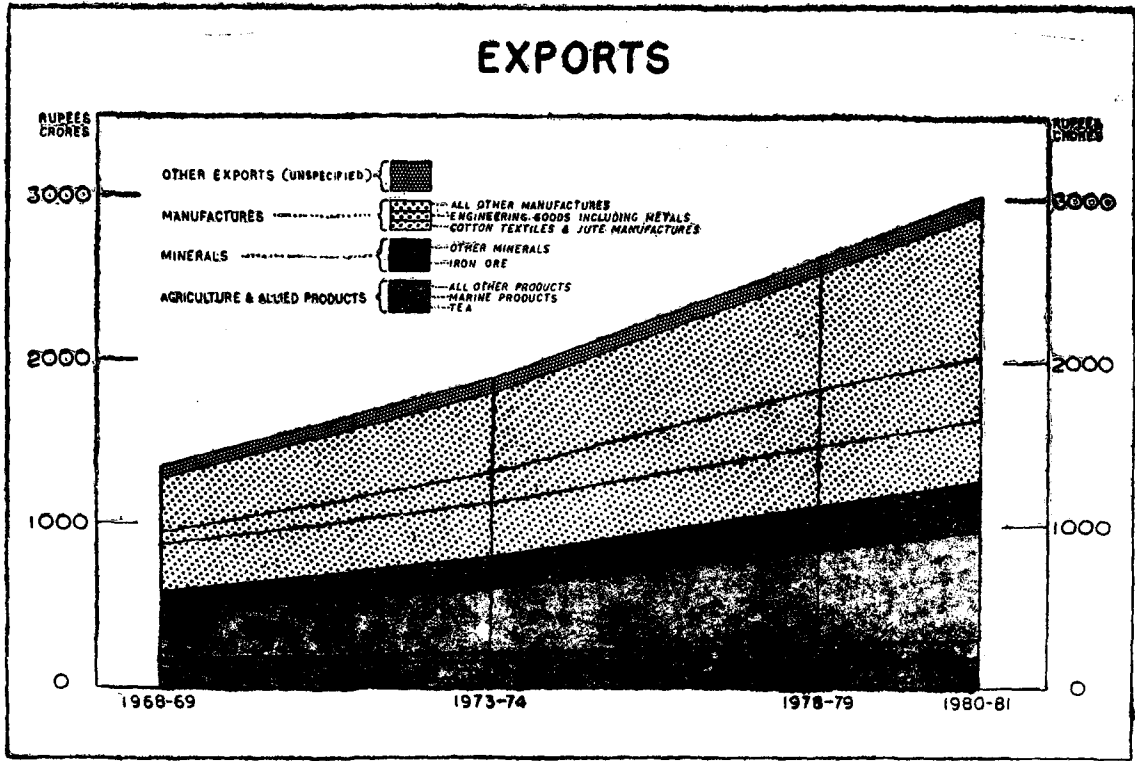 EXPORTS
RUPEES
CRORES
RUPEES
CRORES
OTHER EXPORTS (UNSPECIFIED)
MANUFACTURES
ALL OTHER MANUFACTURES
ENGINEERING GOODS INCLUDING METALS
COTTON TEXTILES & JUTE MANUFACTURES
MINERALS
OTHER MINERALS
IRON ORE
AGRICULTURE & ALLIED PRODUCTS
ALL OTHER PRODUCTS
MARINE PRODUCTS
TEA
3000
2000
1000
0
3000
2000
1000
0
1968-69
1973-74
1978-79
1980-81